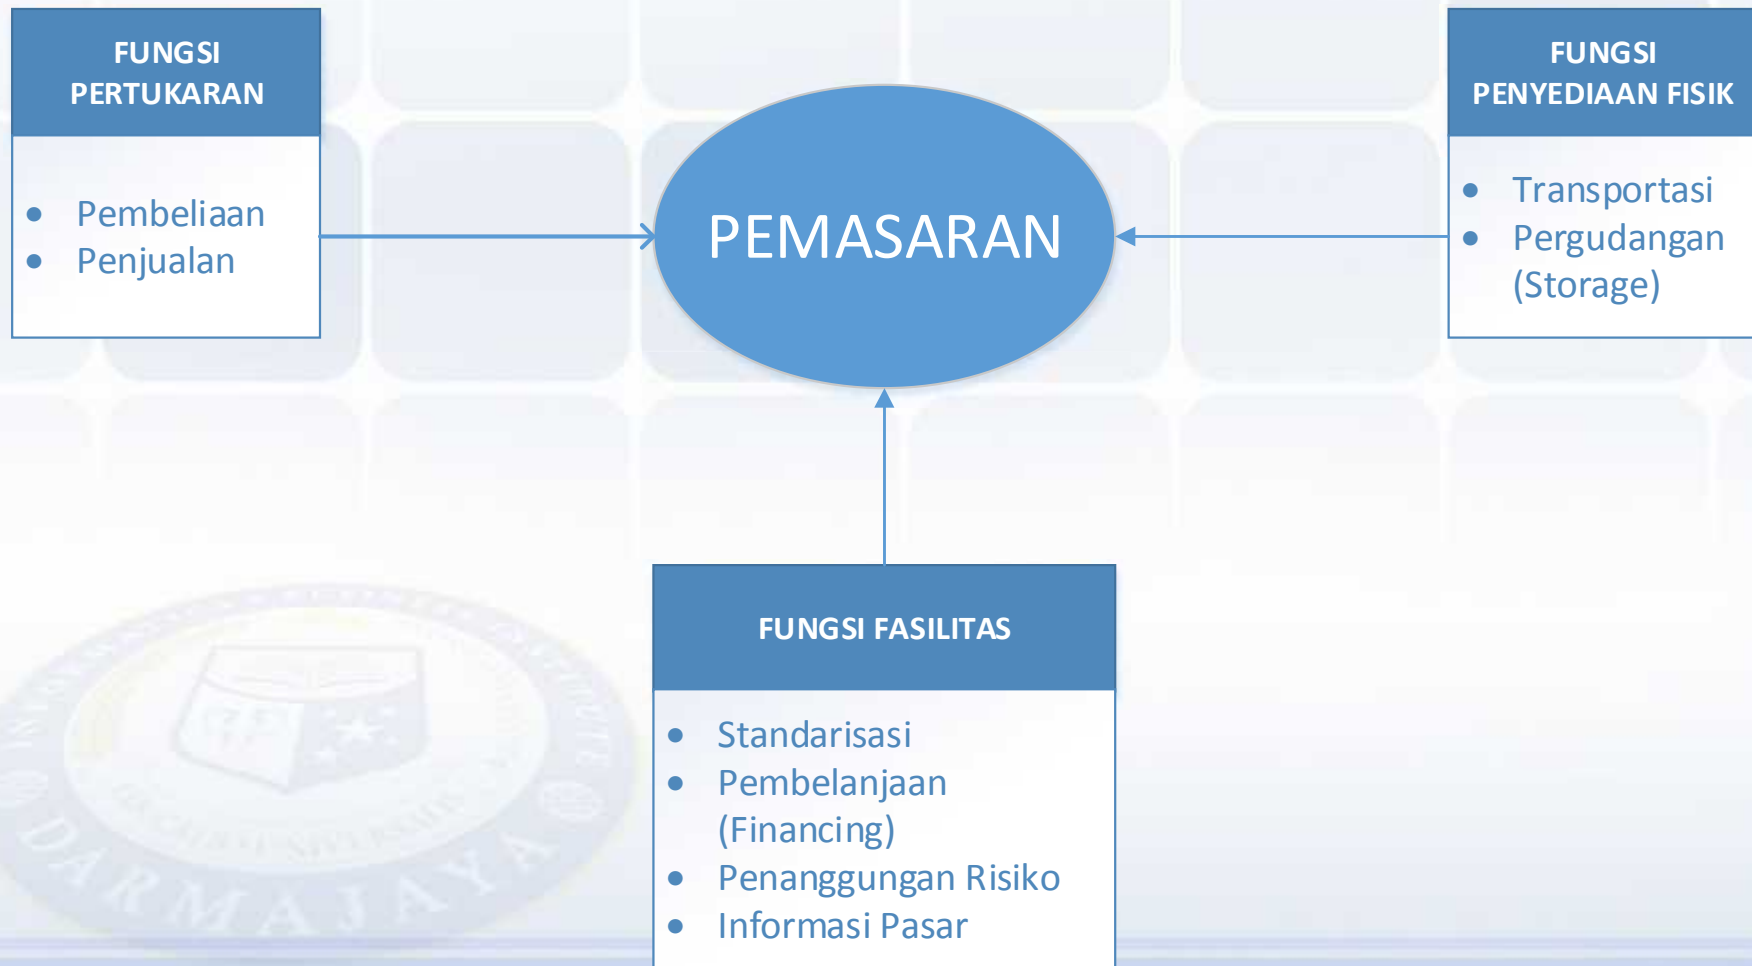 FUNGSI
PERTUKARAN
• Pembeliaan
• Penjualan
PEMASARAN
FUNGSI
PENYEDIAAN FISIK
• Transportasi
• Pergudangan
(Storage)
FUNGSI FASILITAS
• Standarisasi
• Pembelanjaan
(Financing)
• Penanggungan Risiko
• Informasi Pasar
DARMAJAYA